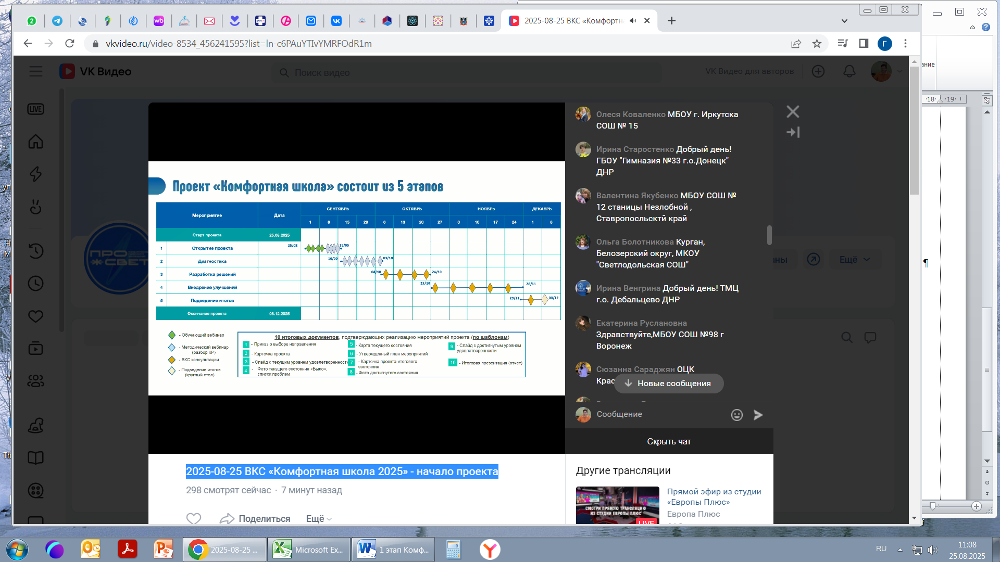 2025-08-25 ВКС «Комфортн
vkvideo.ru/video-8534_456241595?list=ln-c6PAuYTIvYMRFOdR1m
Г
VK Видео
Поиск видео
VK Видео для авторов
LIVE
ПРО
СВЕТ
Ещё
Проект «Комфортная школа» состоит из 5 этапов
Мероприятие
Дата
СЕНТЯБРЬ
ОКТЯБРЬ
НОЯБРЬ
ДЕКАБРЬ
1 8 15 29 6 13 20 27 3 10 17 24 1 8
Старт проекта 25.08.2025
1 Открытие проекта 25/08 15/09
2 Диагностика 16/09 03/10
3 Разработка решений 04/10 24/10
4 Внедрение улучшений 25/10 28/11
5 Подведение итогов 29/11 08/12
Окончание проекта 08.12.2025
- Обучающий вебинар
- Методический вебинар
(разбор КР)
- ВКС консультации
- Подведение итогов
(круглый стол)
10 итоговых документов, подтверждающих реализацию мероприятий проекта (по шаблонам)
1 - Приказ о выборе направления
2 - Карточка проекта
3 - Слайд с текущим уровнем удовлетворенности
4 - Фото текущего состояния «Было»,
список проблем
5 - Карта текущего состояния
6 - Утвержденный план мероприятий
7 - Карточка проекта итогового
состояния
8 - Фото достигнутого состояния
9 - Слайд с достигнутым уровнем
удовлетворенности
10 - Итоговая презентация (отчет)
Олеся Коваленко МБОУ г. Иркутска
СОШ № 15
Ирина Старостенко Добрый день!
ГБОУ "Гимназия №33 г.о.Донецк"
ДНР
Валентина Якубенко МБОУ СОШ №
12 станицы Незлобной ,
Ставропосльсктй край
Ольга Болотникова Курган,
Белозерский округ, МКОУ
"Светлодольская СОШ"
Ирина Венгрина Добрый день! ТМЦ
г.о. Дебальцево ДНР
Екатерина Руслановна
Здравствуйте,МБОУ СОШ №98 г
Воронеж
Сюзанна Сараджян ОЦК
Крас
Новые сообщения
Сообщение
Скрыть чат
2025-08-25 ВКС «Комфортная школа 2025» - начало проекта
298 смотрят сейчас · 7 минут назад
Поделиться
Ещё
Другие трансляции
СМОТРИ ПРЯМУЮ ТРАНСЛЯЦИЮ
ИЗ СТУДИИ ЕВРОПЫ ПЛЮС
LIVE
Прямой эфир из студии
«Европы Плюс»
Европа Плюс
ание
·18· ·19·
¶
2025-08-25 ...
Microsoft Ex...
1 этап Комф...
RU
11:08
25.08.2025